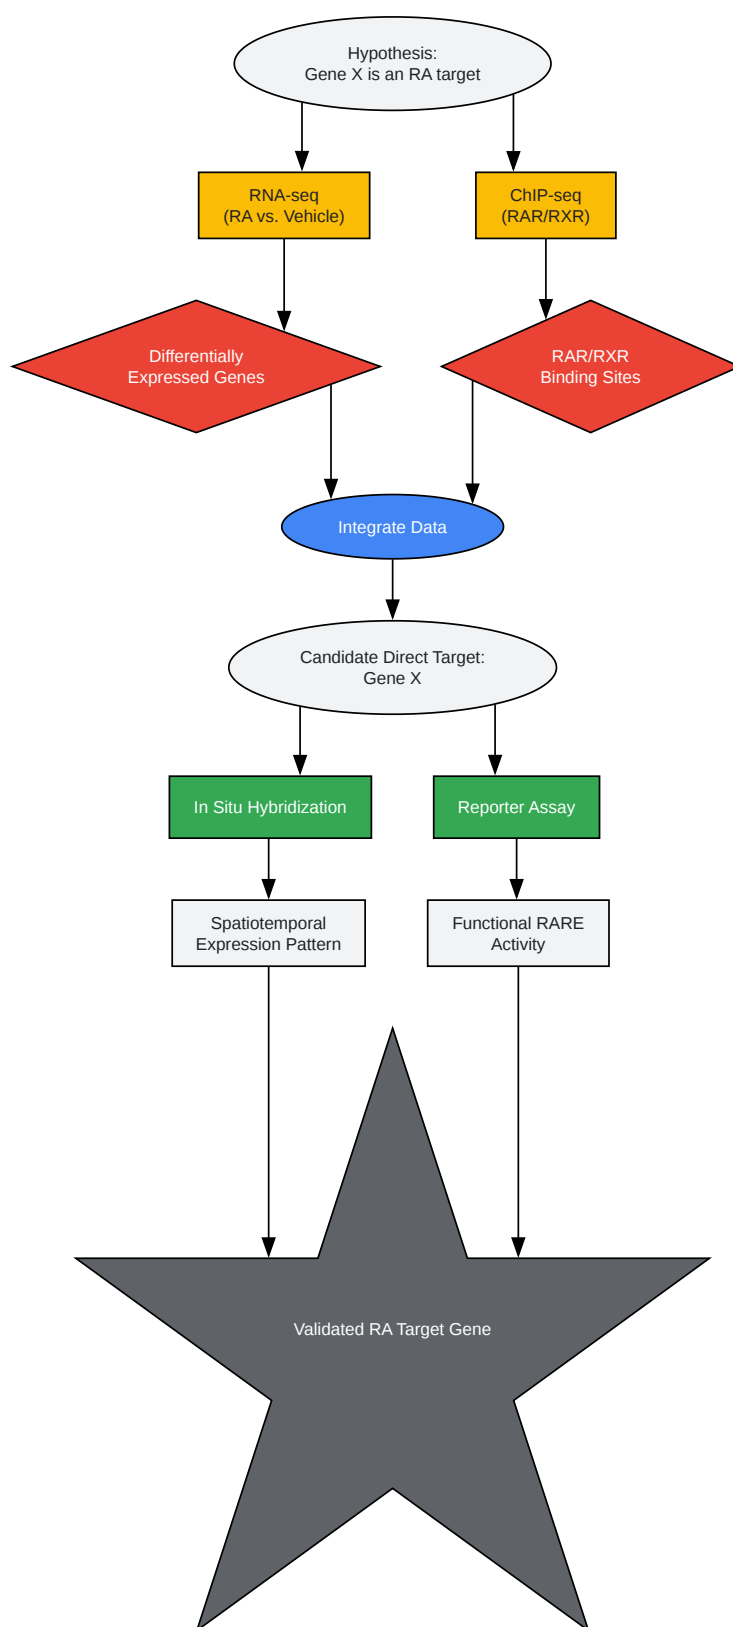 Hypothesis:
Gene X is an RA target
RNA-seq
(RA vs. Vehicle)
ChIP-seq
(RAR/RXR)
Differentially
Expressed Genes
RAR/RXR
Binding Sites
Integrate Data
Candidate Direct Target:
Gene X
In Situ Hybridization
Reporter Assay
Spatiotemporal
Expression Pattern
Functional RARE
Activity
Validated RA Target Gene